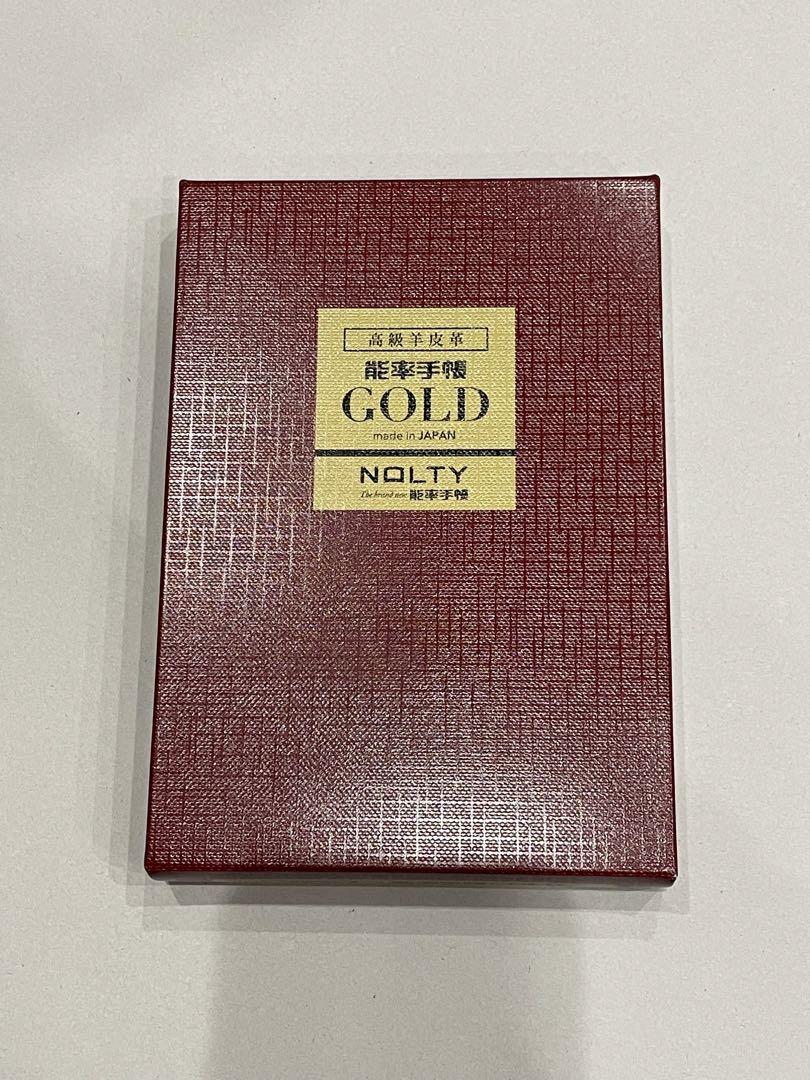 高級羊皮革
能率手帳
GOLD
made in JAPAN
NOLTY
The brand new 能率手帳